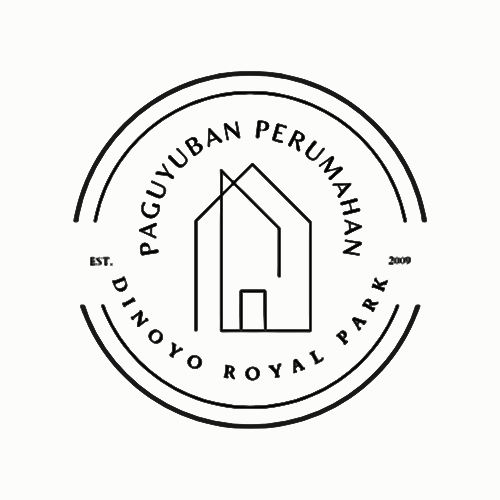 PAGUYUBAN PERUMAHAN
EST.
2009
DINOYO ROYAL PARK